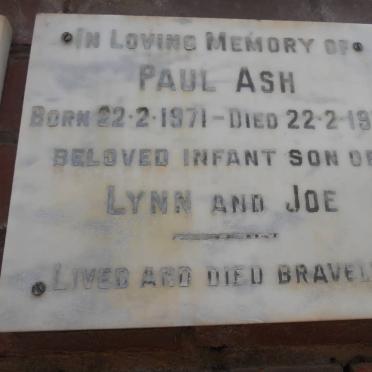 In Loving Memory of
Paul Ash
Born 22·2·1971 - Died 22·2·19
Beloved infant son of
Lynn and Joe
Lived and died bravel